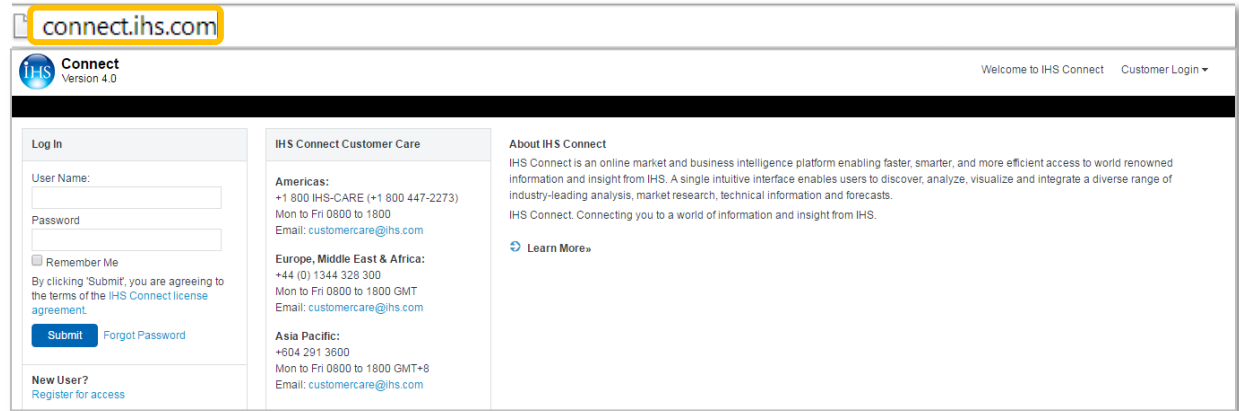 connect.ihs.com
IHS
Connect
Version 4.0
Welcome to IHS Connect
Customer Login
Log In
User Name:
Password
Remember Me
By clicking 'Submit', you are agreeing to
the terms of the IHS Connect license
agreement.
Submit
Forgot Password
New User?
Register for access
IHS Connect Customer Care
Americas:
+1 800 IHS-CARE (+1 800 447-2273)
Mon to Fri 0800 to 1800
Email: customercare@ihs.com
Europe, Middle East & Africa:
+44 (0) 1344 328 300
Mon to Fri 0800 to 1800 GMT
Email: customercare@ihs.com
Asia Pacific:
+604 291 3600
Mon to Fri 0800 to 1800 GMT+8
Email: customercare@ihs.com
About IHS Connect
IHS Connect is an online market and business intelligence platform enabling faster, smarter, and more efficient access to world renowned
information and insight from IHS. A single intuitive interface enables users to discover, analyze, visualize and integrate a diverse range of
industry-leading analysis, market research, technical information and forecasts.
IHS Connect. Connecting you to a world of information and insight from IHS.
Learn More»